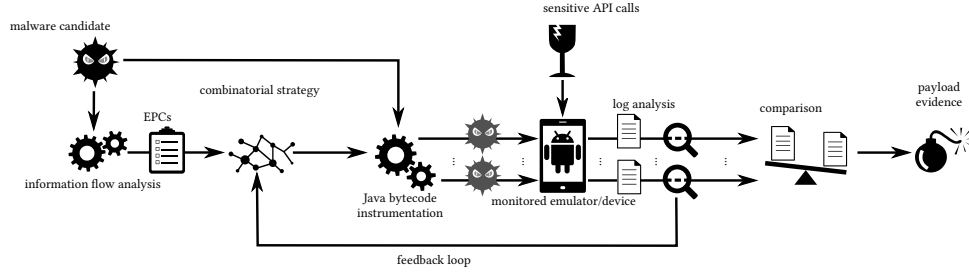 sensitive API calls
malware candidate
combinatorial strategy
EPCs
log analysis
comparison
payload
evidence
information flow analysis
Java bytecode
instrumentation
monitored emulator/device
feedback loop